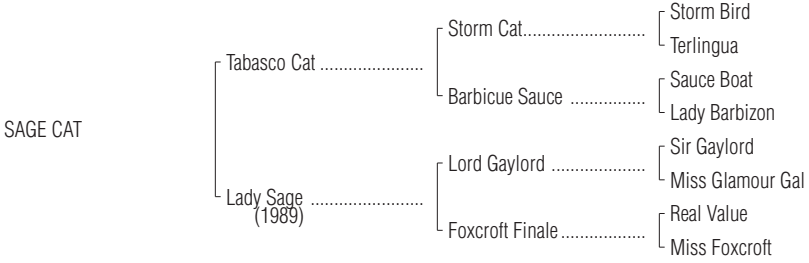 Storm Bird
Storm Cat..........................
Terlingua
Tabasco Cat ......................
Sauce Boat
Barbicue Sauce ................
Lady Barbizon
SAGE CAT
Sir Gaylord
Lord Gaylord ....................
Miss Glamour Gal
Lady Sage ........................
(1989)
Real Value
Foxcroft Finale..................
Miss Foxcroft